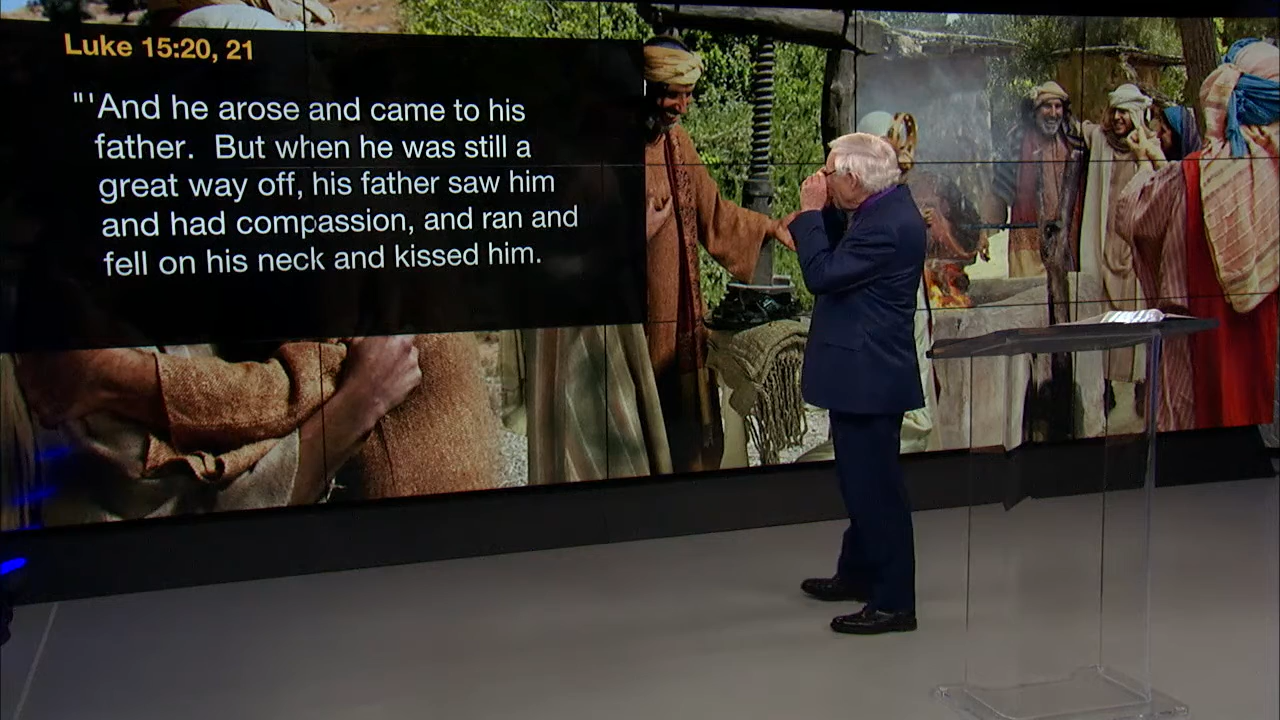 Luke 15:20, 21
"'And he arose and came to his
father. But when he was still a
great way off, his father saw him
and had compassion, and ran and
fell on his neck and kissed him.